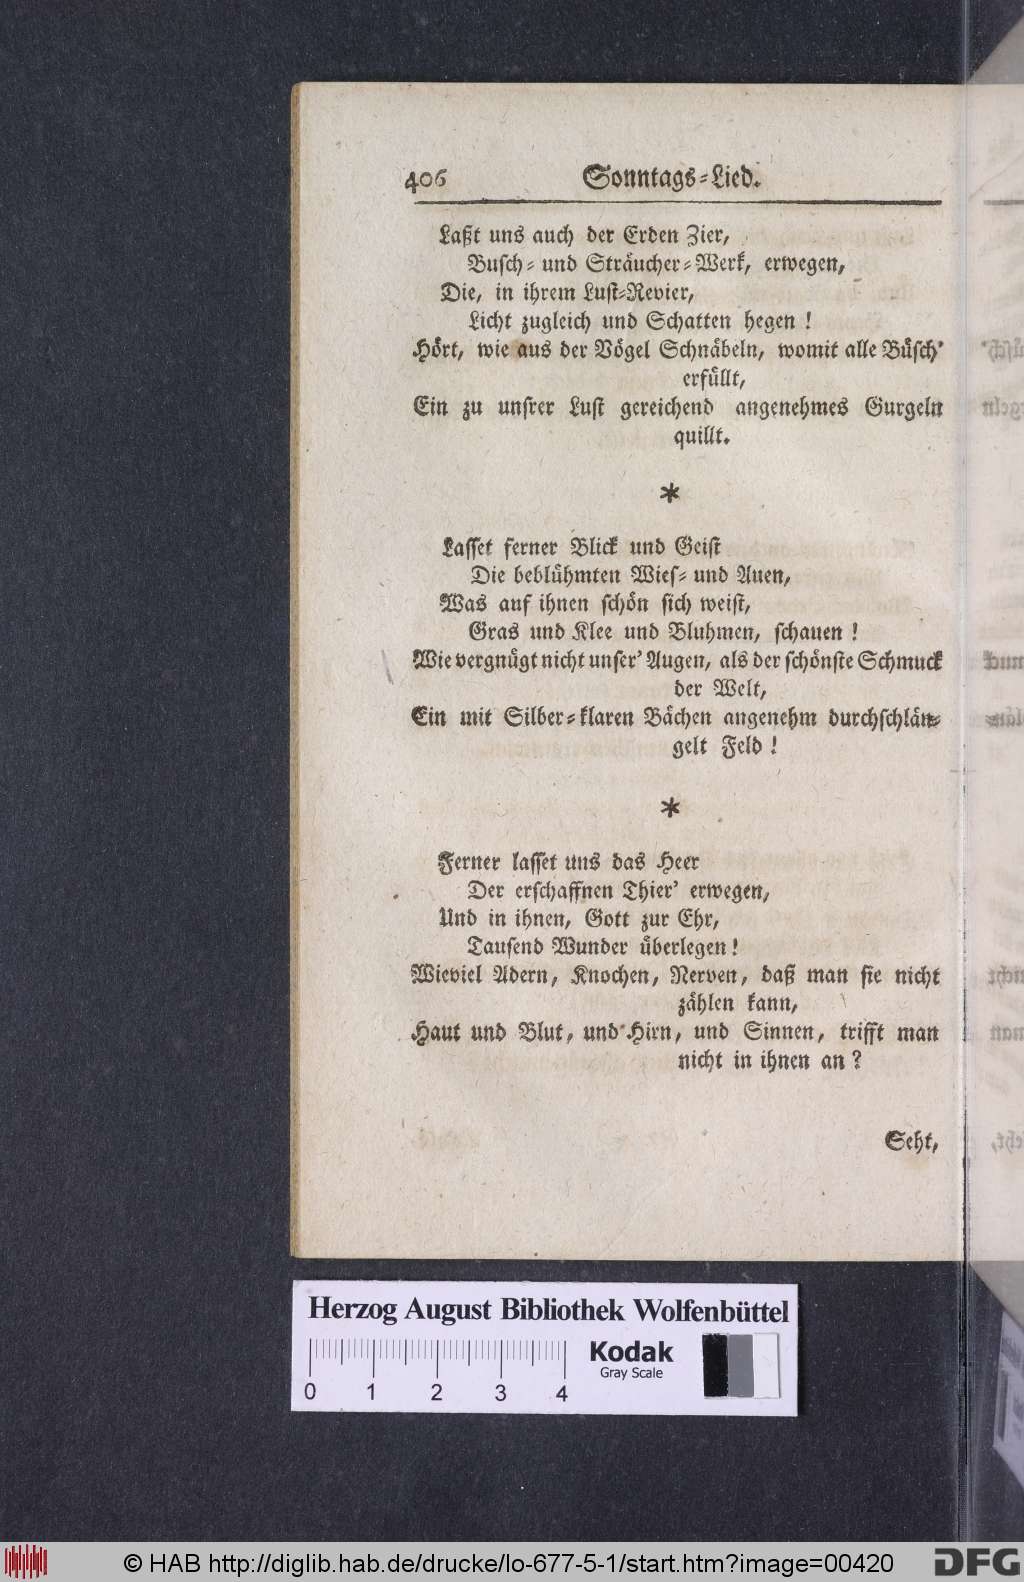 406 Sonntags-Lied.
Laßt uns auch der Erden Zier,
Busch- und Sträucher-Werk, erwegen,
Die, in ihrem Lust-Revier,
Licht zugleich und Schatten hegen!
Hört, wie aus der Vögel Schnäbeln, womit alle Büsch'
erfüllt,
Ein zu unsrer Lust gereichend angenehmes Gurgeln
quillt.
*
Lasset ferner Blick und Geist
Die beblühmten Wies- und Auen,
Was auf ihnen schön sich weist,
Gras und Klee und Bluhmen, schauen!
Wie vergnügt nicht unser' Augen, als der schönste Schmuck
der Welt,
Ein mit Silber-klaren Bächen angenehm durchschlän-
gelt Feld!
*
Ferner lasset uns das Heer
Der erschaffnen Thier' erwegen,
Und in ihnen, Gott zur Ehr,
Tausend Wunder überlegen!
Wieviel Adern, Knochen, Nerven, daß man sie nicht
zählen kann,
Haut und Blut, und Hirn, und Sinnen, trifft man
nicht in ihnen an?
Seht,
Herzog August Bibliothek Wolfenbüttel
Kodak
Gray Scale
0 1 2 3 4
© HAB http://diglib.hab.de/drucke/lo-677-5-1/start.htm?image=00420
DFG